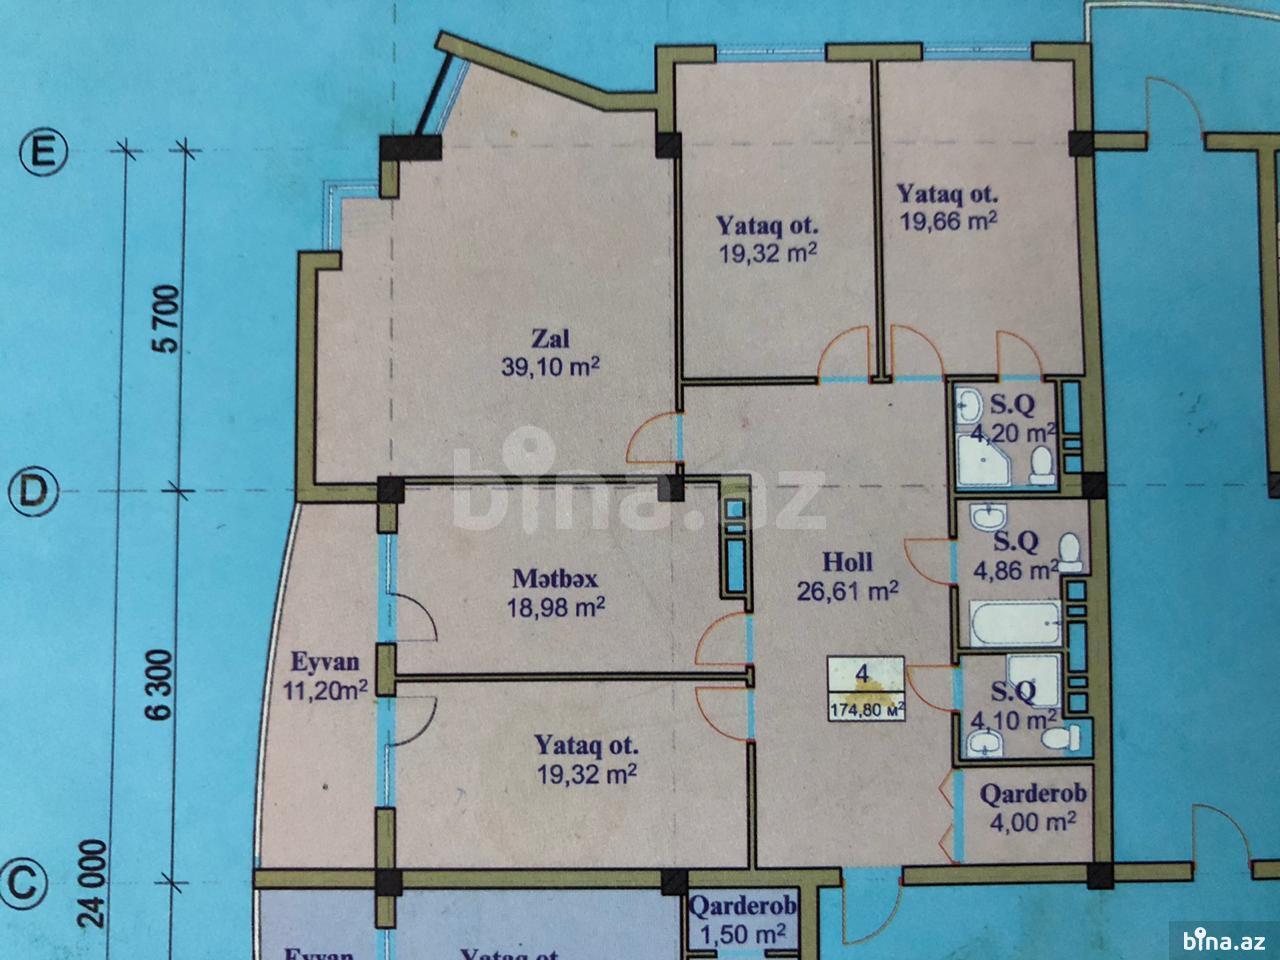 E
D
C
5 700
6 300
24 000
Yataq ot.
19,32 m²
Yataq ot.
19,66 m²
Zal
39,10 m²
S.Q
4,20 m²
Mətbəx
18,98 m²
Holl
26,61 m²
S.Q
4,86 m²
Eyvan
11,20m²
4
174,80 м²
S.Q
4,10 m²
Yataq ot.
19,32 m²
Qarderob
4,00 m²
Qarderob
1,50 m²
Eyvan
Yataq ot.
bina.az
bina.az